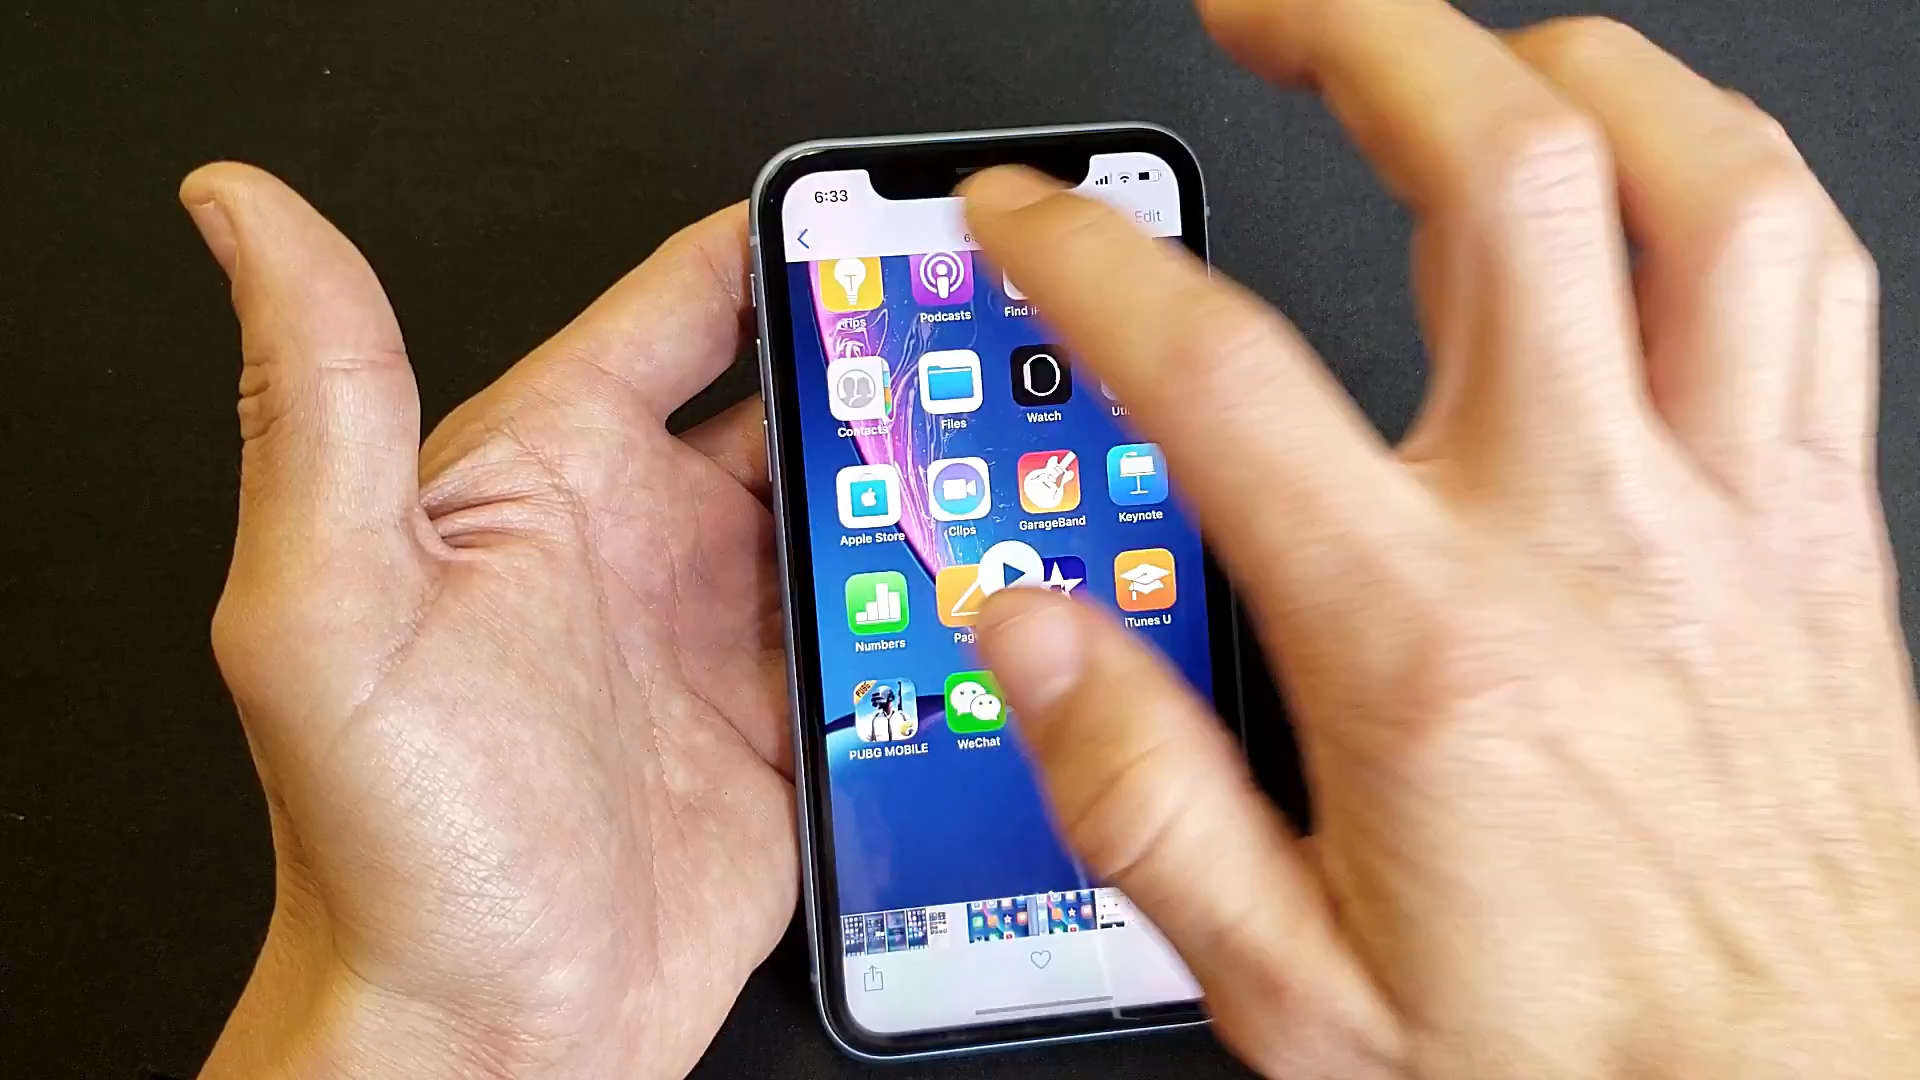 6:33
Edit
Tips
Podcasts
Find
Contacts
Files
Watch
Apple Store
Clips
GarageBand
Keynote
Numbers
iTunes U
PUBG
PUBG MOBILE
WeChat